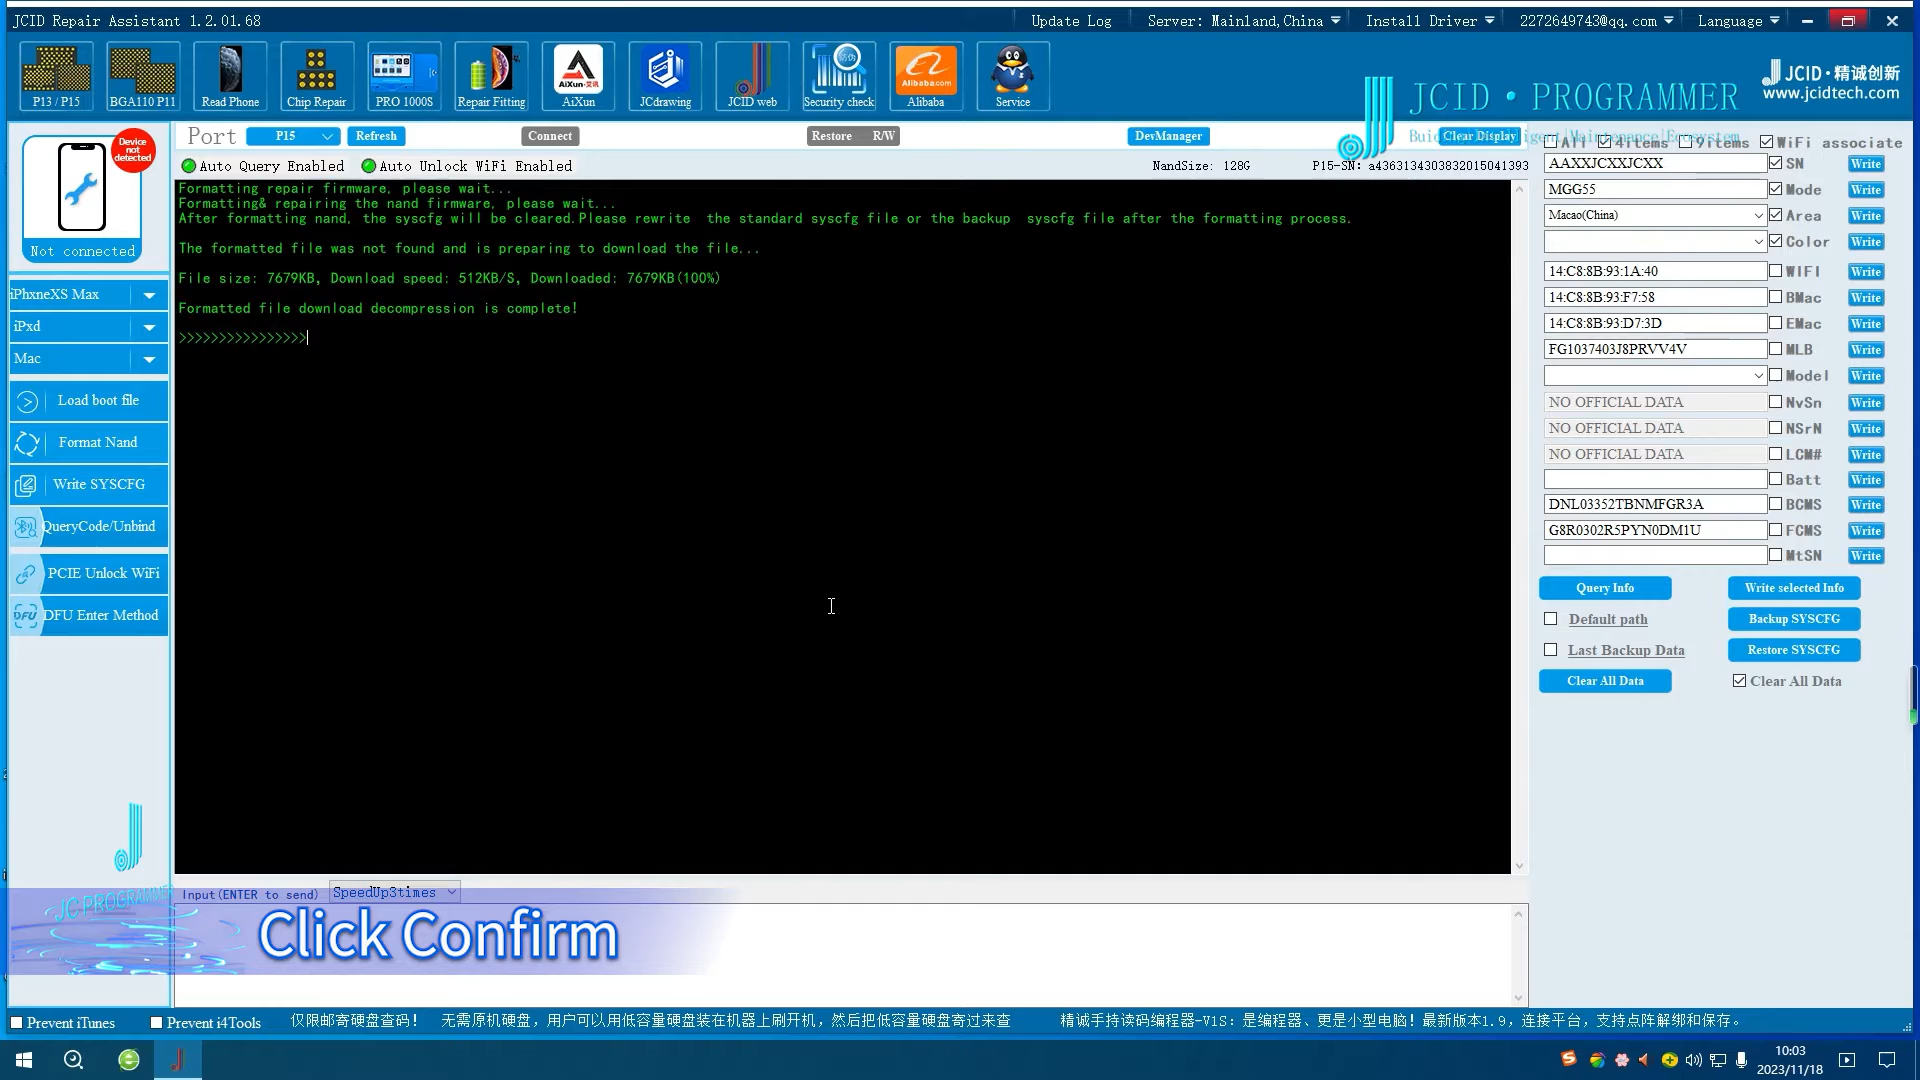 JCID Repair Assistant 1.2.01.68
Update Log
Server: Mainland,China
Install Driver
2272649743@qq.com
Language
P13 / P15
BGA110 P11
Read Phone
Chip Repair
PRO 1000S
Repair Fitting
AiXun·艾讯
AiXun
JCdrawing
JCID web
Security check
Alibaba.com
Alibaba
Service
JCID • PROGRAMMER
JCID·精诚创新
www.jcidtech.com
Device not detected
Not connected
Port
P15
Refresh
Connect
Restore
R/W
DevManager
Clear Display
All
4items
9items
WiFi associate
Auto Query Enabled
Auto Unlock WiFi Enabled
NandSize: 128G
P15-SN: a4363134303832015041393
Formatting repair firmware, please wait...
Formatting& repairing the nand firmware, please wait...
After formatting nand, the syscfg will be cleared.Please rewrite the standard syscfg file or the backup syscfg file after the formatting process.
The formatted file was not found and is preparing to download the file...
File size: 7679KB, Download speed: 512KB/S, Downloaded: 7679KB(100%)
Formatted file download decompression is complete!
>>>>>>>>>>>>>>>>
iPhxneXS Max
iPxd
Mac
Load boot file
Format Nand
Write SYSCFG
QueryCode/Unbind
PCIE Unlock WiFi
DFU
DFU Enter Method
AAXXJCXXJCXX SN Write
MGG55 Mode Write
Macao(China) Area Write
Color Write
14:C8:8B:93:1A:40 WIFI Write
14:C8:8B:93:F7:58 BMac Write
14:C8:8B:93:D7:3D EMac Write
FG1037403J8PRVV4V MLB Write
Model Write
NO OFFICIAL DATA NvSn Write
NO OFFICIAL DATA NSrN Write
NO OFFICIAL DATA LCM# Write
Batt Write
DNL03352TBNMFGR3A BCMS Write
G8R0302R5PYN0DM1U FCMS Write
MtSN Write
Query Info
Write selected Info
Default path
Backup SYSCFG
Last Backup Data
Restore SYSCFG
Clear All Data
Clear All Data
Input(ENTER to send)
SpeedUp3times
JC PROGRAMMER
Click Confirm
Prevent iTunes
Prevent i4Tools
仅限邮寄硬盘查码！ 无需原机硬盘，用户可以用低容量硬盘装在机器上刷开机，然后把低容量硬盘寄过来查
精诚手持读码编程器-V1S：是编程器、更是小型电脑！最新版本1.9，连接平台，支持点阵解绑和保存。
10:03
2023/11/18